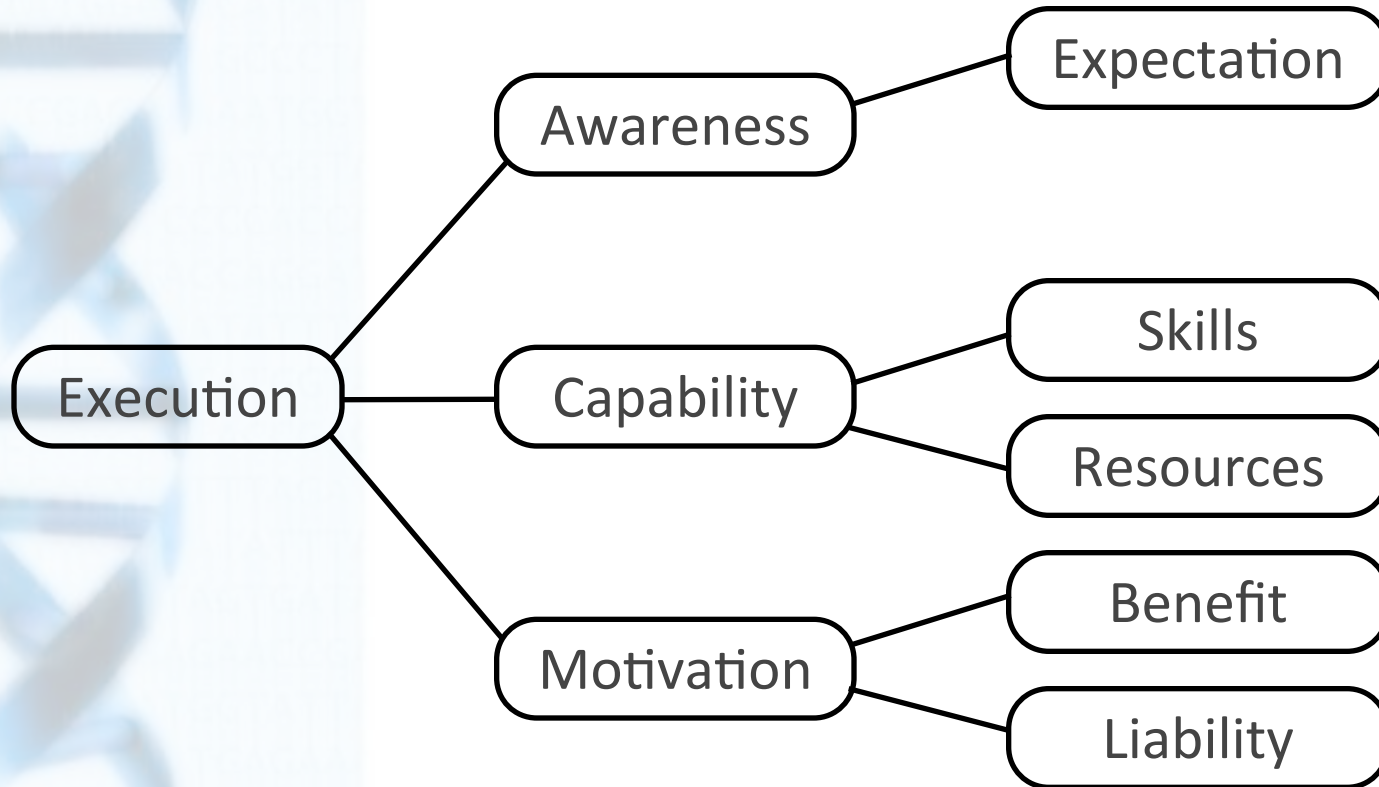 Execution
Awareness
Expectation
Capability
Skills
Resources
Motivation
Benefit
Liability